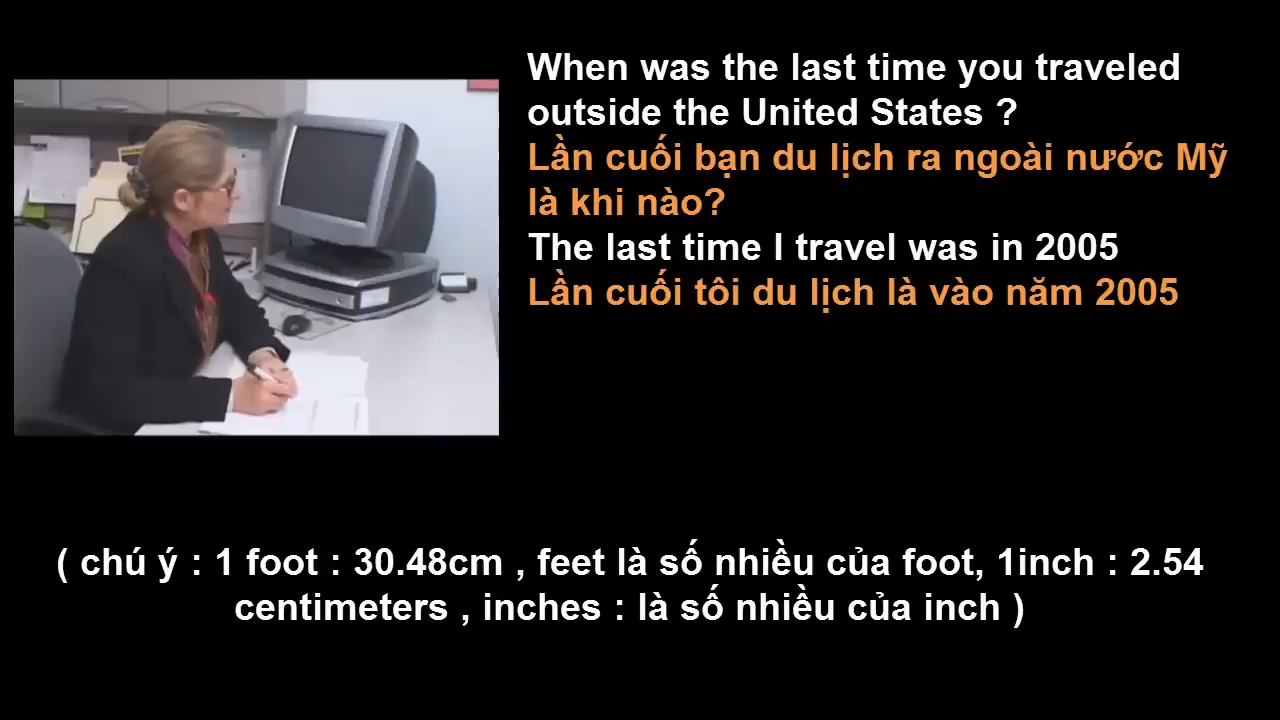 When was the last time you traveled
outside the United States ?
Lần cuối bạn du lịch ra ngoài nước Mỹ
là khi nào?
The last time I travel was in 2005
Lần cuối tôi du lịch là vào năm 2005
( chú ý : 1 foot : 30.48cm , feet là số nhiều của foot, 1inch : 2.54
centimeters , inches : là số nhiều của inch )